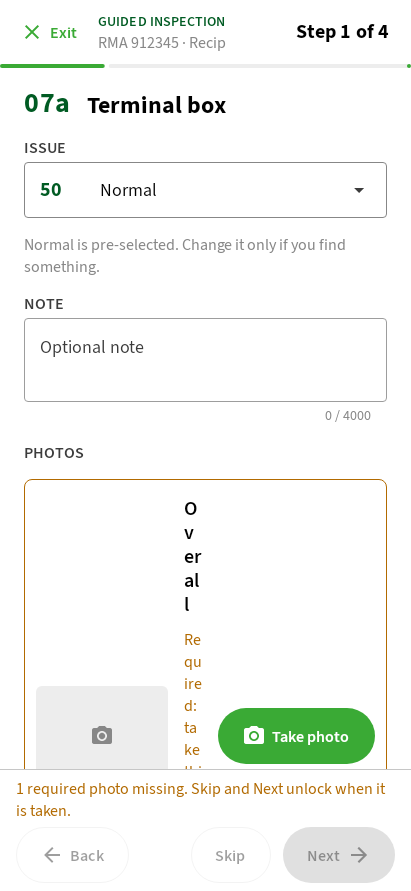 Exit
GUIDED INSPECTION
RMA 912345 · Recip
Step 1 of 4
07a Terminal box
ISSUE
50 Normal
Normal is pre-selected. Change it only if you find
something.
NOTE
Optional note
0 / 4000
PHOTOS
O
v
er
al
l
Re
qu
ire
d:
ta
ke
Take photo
1 required photo missing. Skip and Next unlock when it
is taken.
Back
Skip
Next